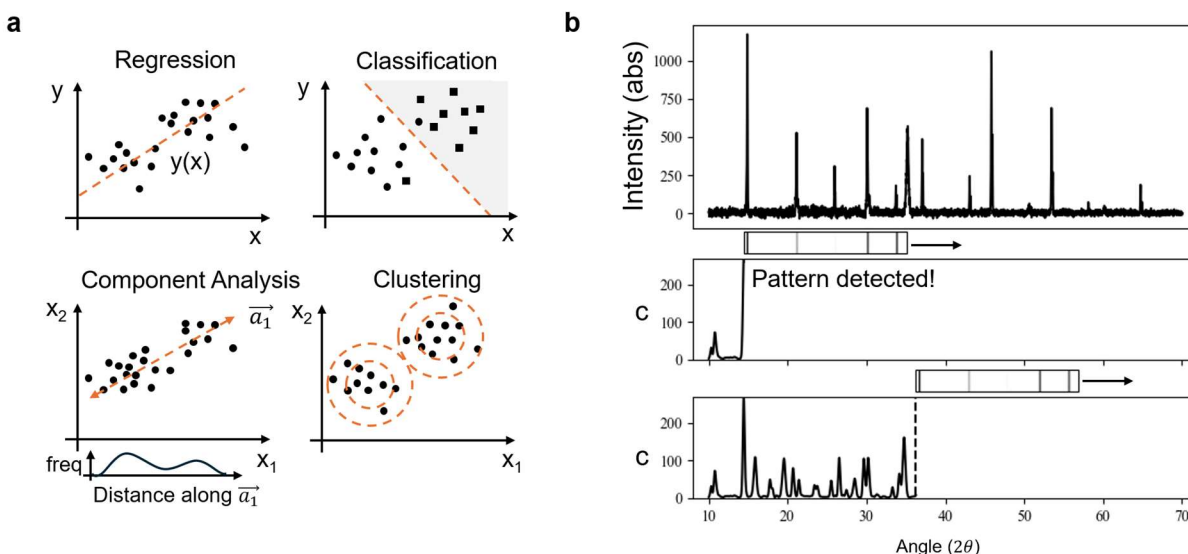 a
Regression
y
y(x)
x
Classification
y
x
Component Analysis
x₂
a₁
x₁
freq
Distance along a₁
Clustering
x₂
x₁
b
Intensity (abs)
1000
750
500
250
0
Pattern detected!
c
200
100
0
c
200
100
0
10 20 30 40 50 60 70
Angle (2θ)